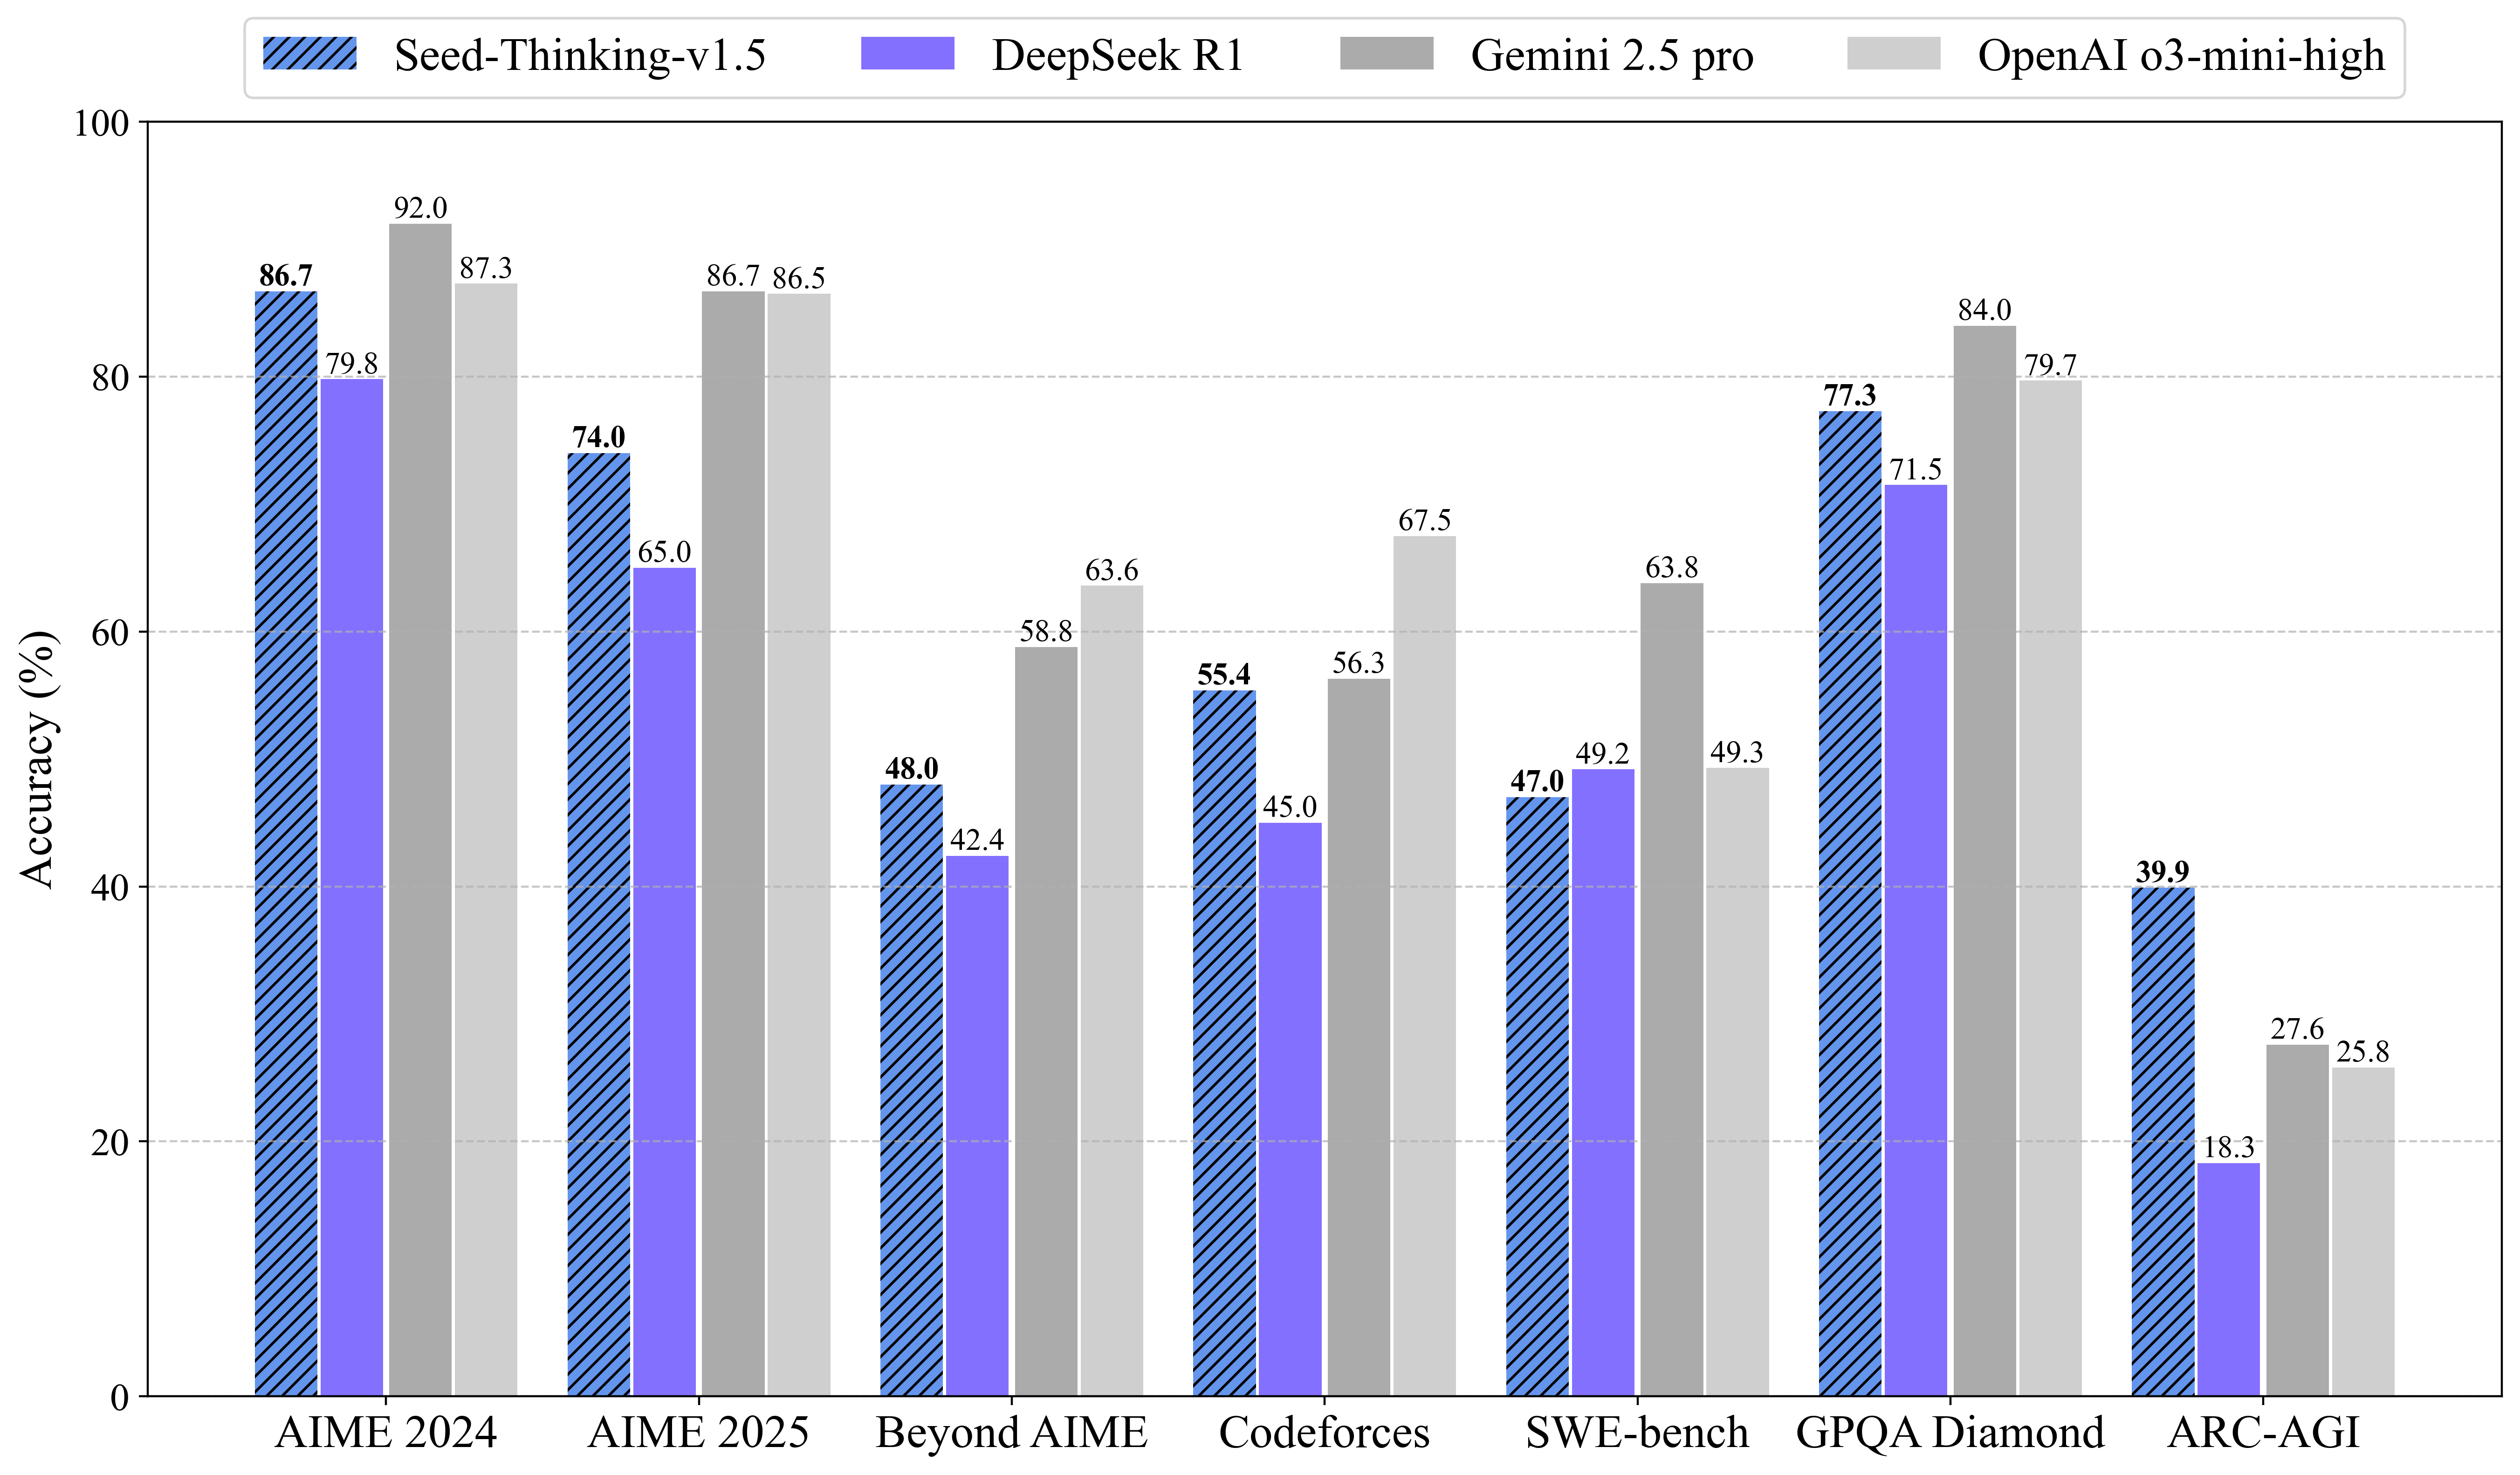 Seed-Thinking-v1.5 DeepSeek R1 Gemini 2.5 pro OpenAI o3-mini-high
Accuracy (%)
100
80
60
40
20
0
86.7 79.8 92.0 87.3
74.0 65.0 86.7 86.5
48.0 42.4 58.8 63.6
55.4 45.0 56.3 67.5
47.0 49.2 63.8 49.3
77.3 71.5 84.0 79.7
39.9 18.3 27.6 25.8
AIME 2024 AIME 2025 Beyond AIME Codeforces SWE-bench GPQA Diamond ARC-AGI